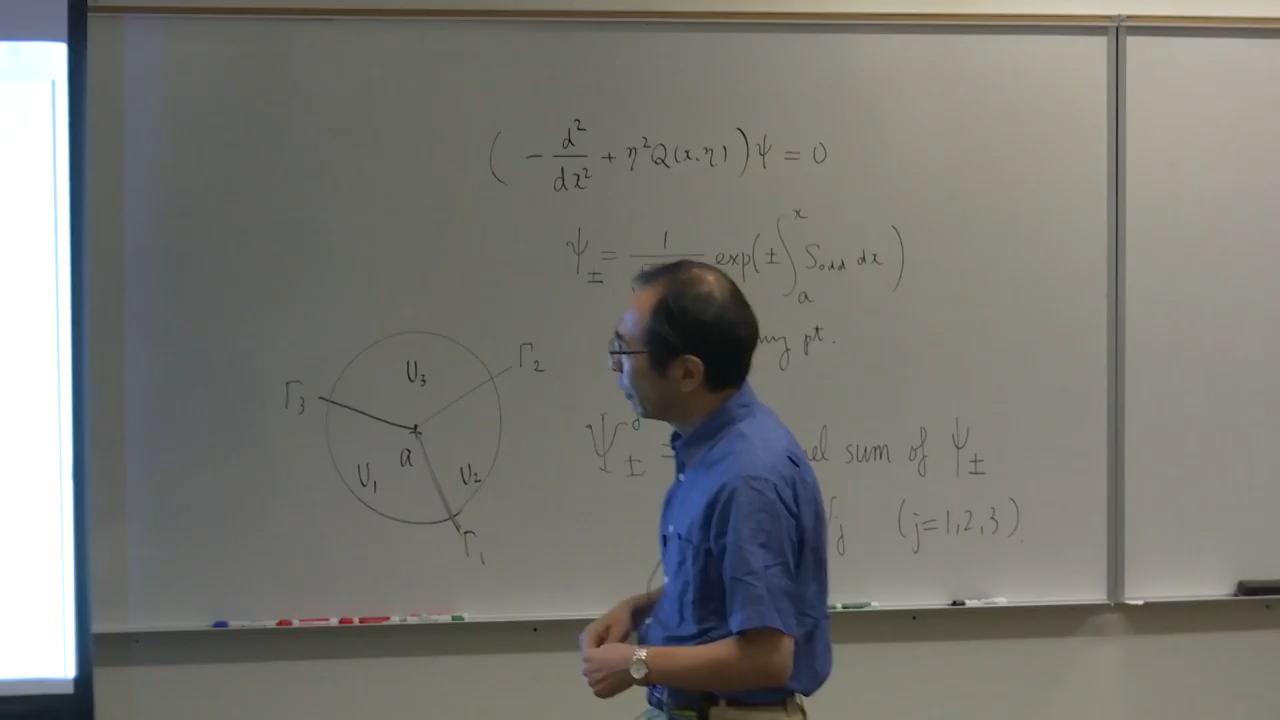 ( - d²/dx² + η²Q(x,η) ) ψ = 0
ψ± = 1/ exp(± ∫ₐˣ S_odd dx)
pt.
Ψ± = sum of ψ±
(j=1,2,3)
U₃
Γ₂
Γ₃
a
U₁
U₂
Γ₁